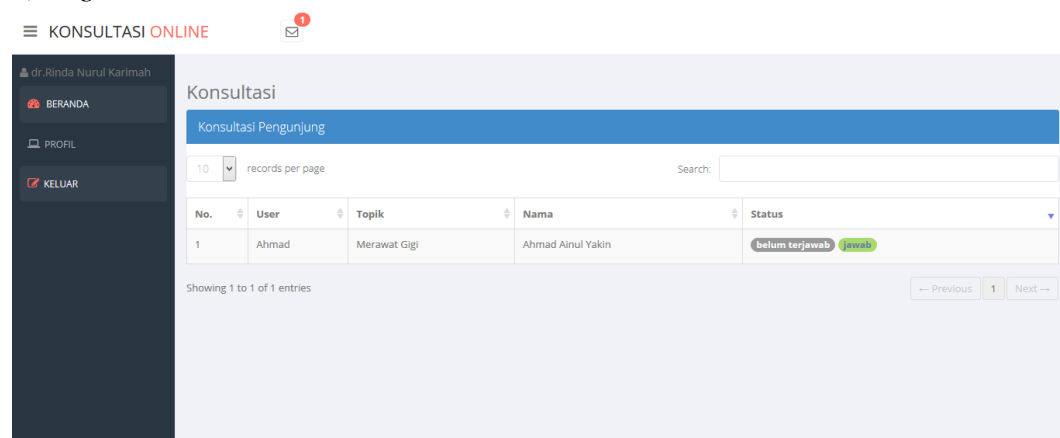 KONSULTASI ONLINE
1
dr.Rinda Nurul Karimah
BERANDA
PROFIL
KELUAR
Konsultasi
Konsultasi Pengunjung
10 records per page
Search:
No. User Topik Nama Status
1 Ahmad Merawat Gigi Ahmad Ainul Yakin belum terjawab jawab
Showing 1 to 1 of 1 entries
← Previous 1 Next →